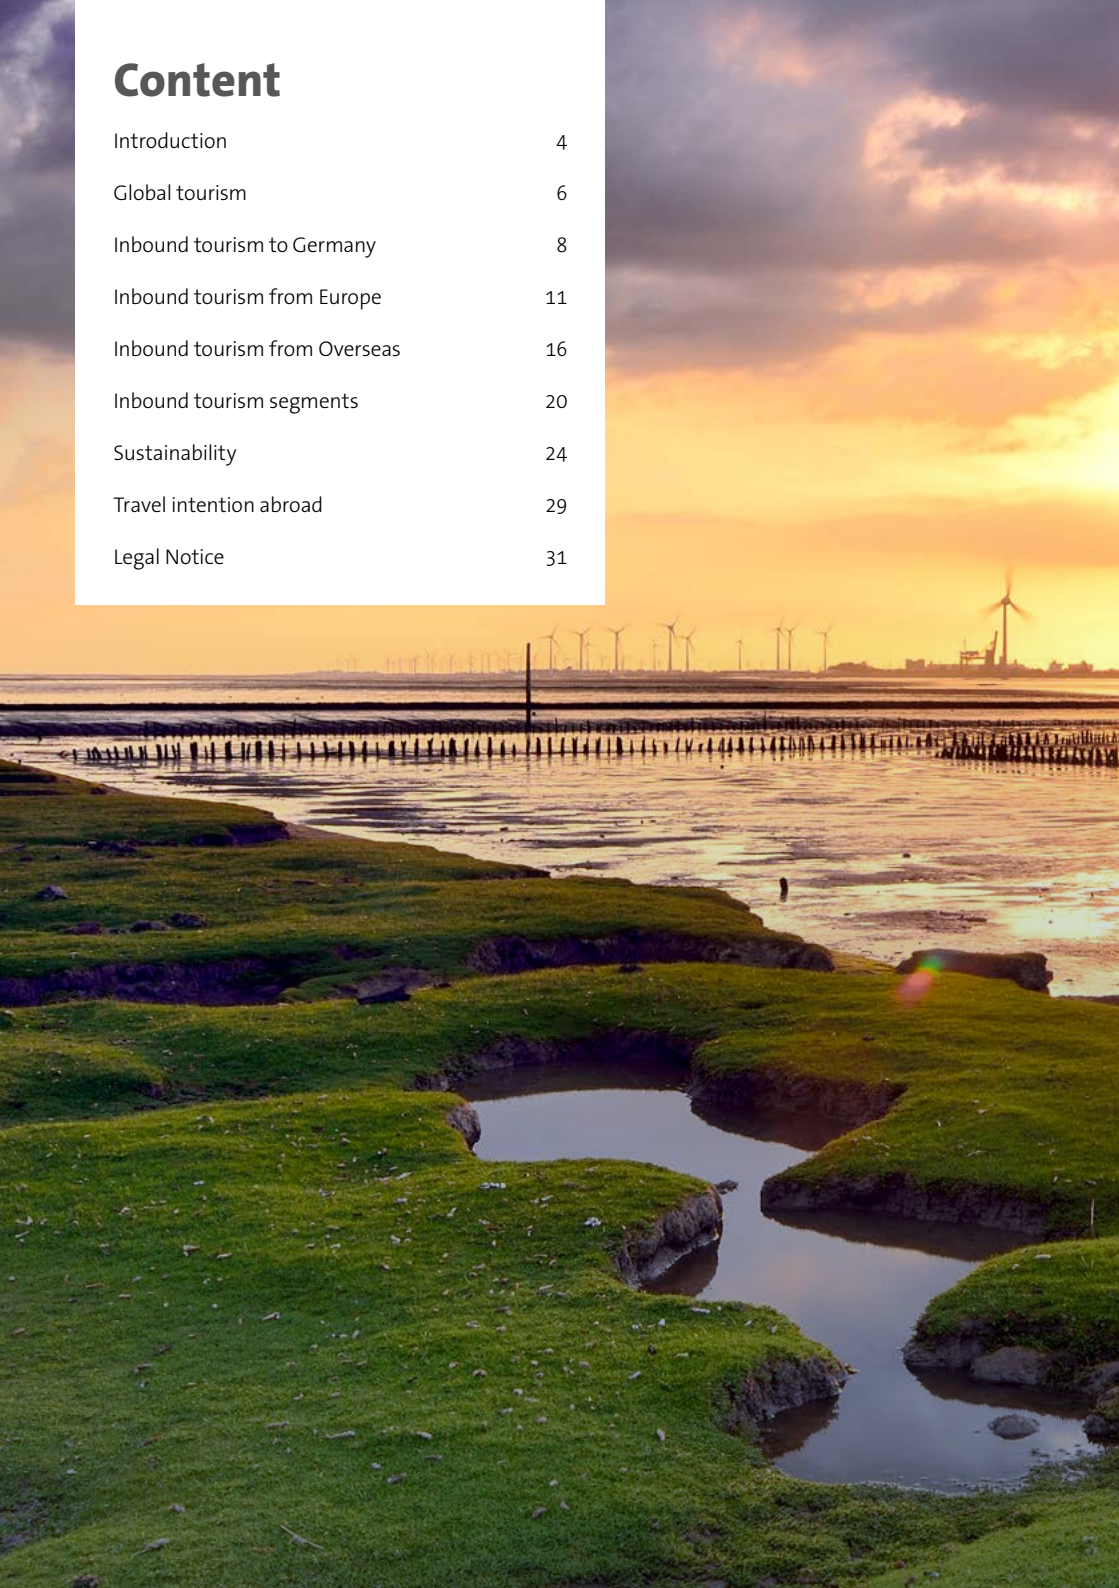 Content
Introduction 4
Global tourism 6
Inbound tourism to Germany 8
Inbound tourism from Europe 11
Inbound tourism from Overseas 16
Inbound tourism segments 20
Sustainability 24
Travel intention abroad 29
Legal Notice 31